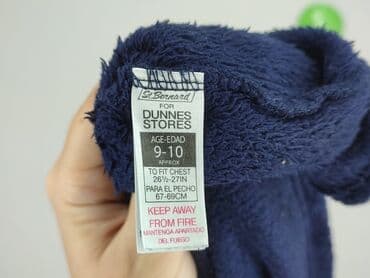 St Bernard
FOR
DUNNES
STORES
AGE-EDAD
9-10
APPROX
TO FIT CHEST
26½-27IN
PARA EL PECHO
67-69CM
KEEP AWAY
FROM FIRE
MANTENGA APARTADO
DEL FUEGO